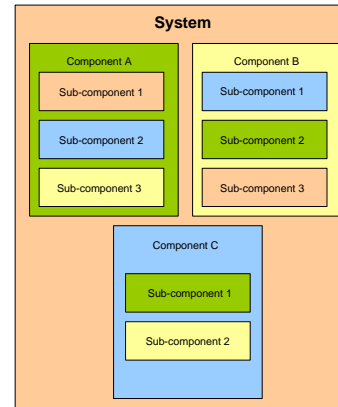 System
Component A
Sub-component 1
Sub-component 2
Sub-component 3
Component B
Sub-component 1
Sub-component 2
Sub-component 3
Component C
Sub-component 1
Sub-component 2